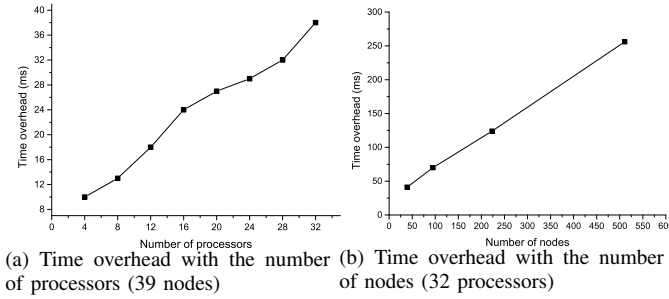 40
36
32
28
24
20
16
12
8
Time overhead (ms)
0 4 8 12 16 20 24 28 32
Number of processors
300
250
200
150
100
50
0
Time overhead (ms)
0 50 100 150 200 250 300 350 400 450 500 550 60
Number of nodes
(a) Time overhead with the number
of processors (39 nodes)
(b) Time overhead with the number
of nodes (32 processors)